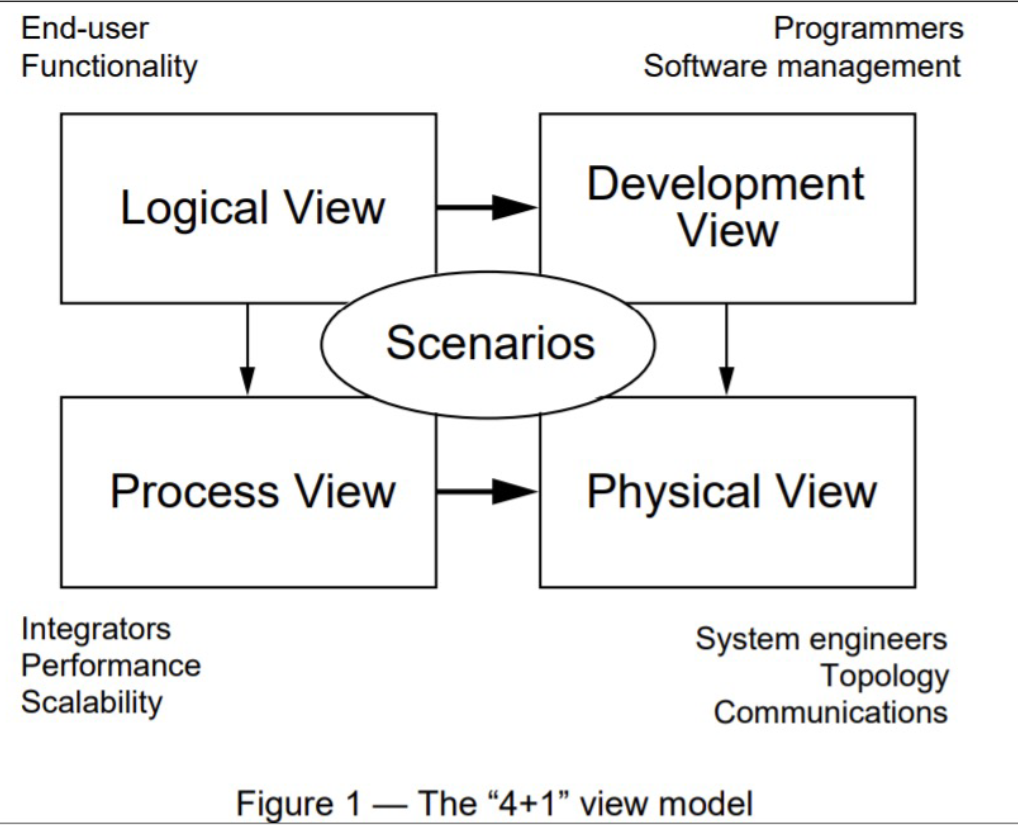 End-user
Functionality
Programmers
Software management
Logical View
Development
View
Scenarios
Process View
Physical View
Integrators
Performance
Scalability
System engineers
Topology
Communications
Figure 1 — The “4+1” view model